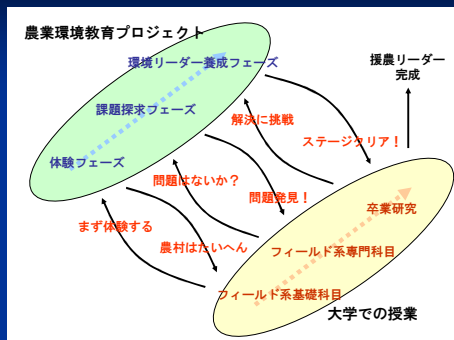 農業環境教育プロジェクト
環境リーダー養成フェーズ
援農リーダー
完成
課題探求フェーズ
解決に挑戦
ステージクリア！
体験フェーズ
問題はないか？
問題発見！
まず体験する
卒業研究
農村はたいへん
フィールド系専門科目
フィールド系基礎科目
大学での授業